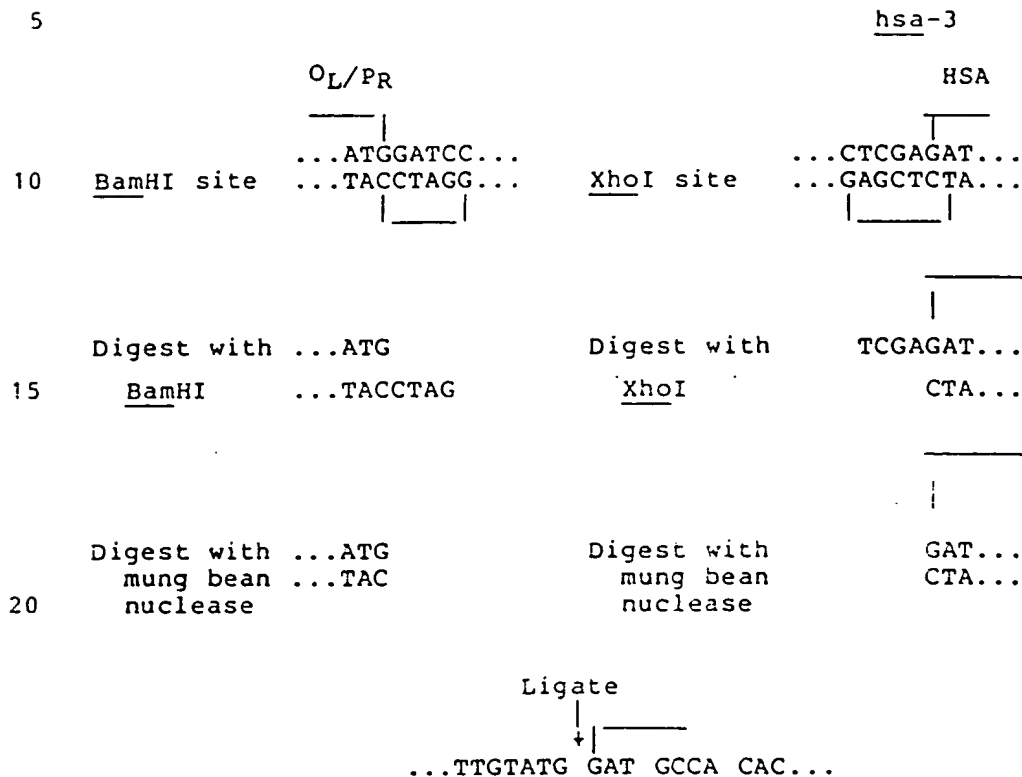 5 hsa-3
OL/PR HSA
...ATGGATCC... ...CTCGAGAT...
10 BamHI site ...TACCTAGG... XhoI site ...GAGCTCTA...
Digest with ...ATG Digest with TCGAGAT...
15 BamHI ...TACCTAG XhoI CTA...
Digest with ...ATG Digest with GAT...
mung bean ...TAC mung bean CTA...
20 nuclease nuclease
Ligate
...TTGTATG GAT GCCA CAC...